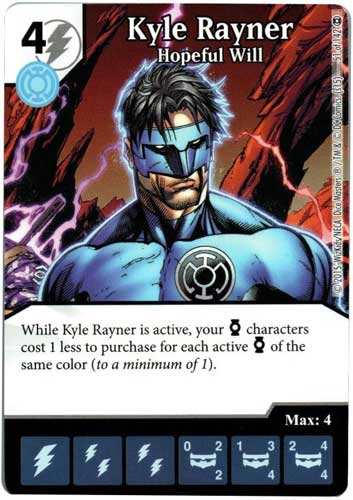 4
Kyle Rayner
Hopeful Will
While Kyle Rayner is active, your characters
cost 1 less to purchase for each active of the
same color (to a minimum of 1).
Max: 4
0 2 2
1 3 4
2 4 4